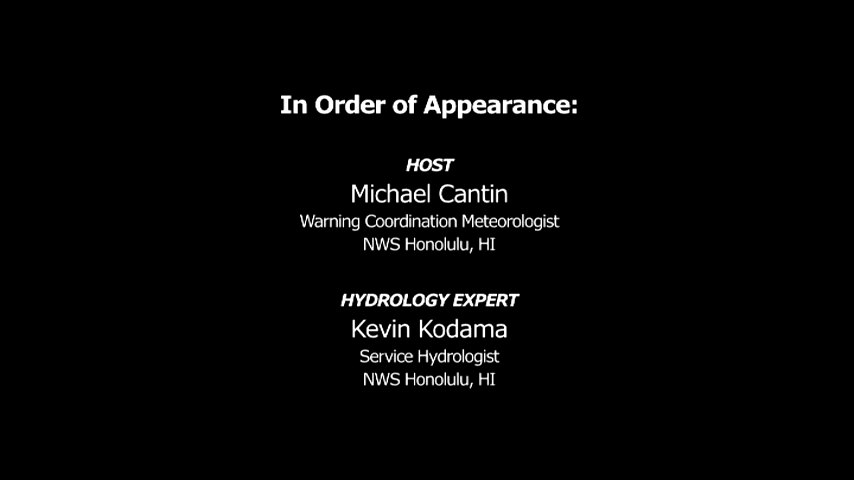 In Order of Appearance:
HOST
Michael Cantin
Warning Coordination Meteorologist
NWS Honolulu, HI
HYDROLOGY EXPERT
Kevin Kodama
Service Hydrologist
NWS Honolulu, HI